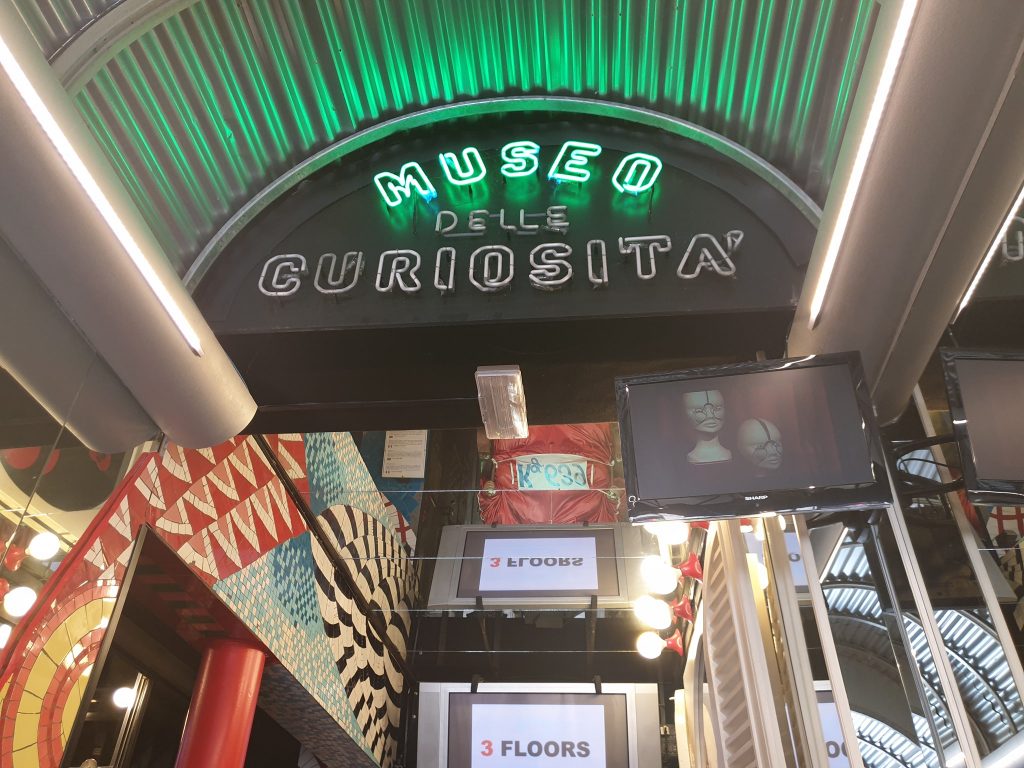 MUSEO
DELLE
CURIOSITA'
SHARP
3 FLOORS
3 FLOORS